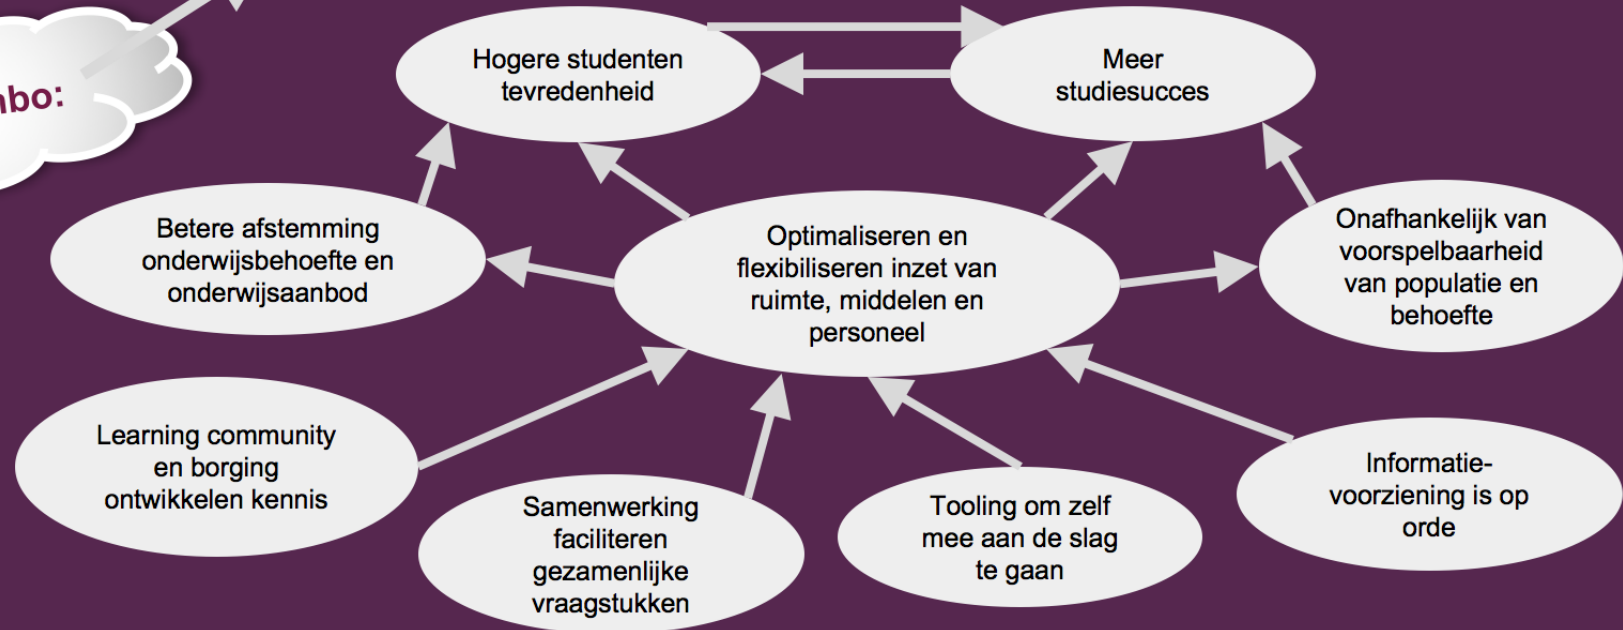 Hogere studenten
tevredenheid
Meer
studiesucces
Betere afstemming
onderwijsbehoefte en
onderwijsaanbod
Optimaliseren en
flexibiliseren inzet van
ruimte, middelen en
personeel
Onafhankelijk van
voorspelbaarheid
van populatie en
behoefte
Learning community
en borging
ontwikkelen kennis
Samenwerking
faciliteren
gezamenlijke
vraagstukken
Tooling om zelf
mee aan de slag
te gaan
Informatie-
voorziening is op
orde